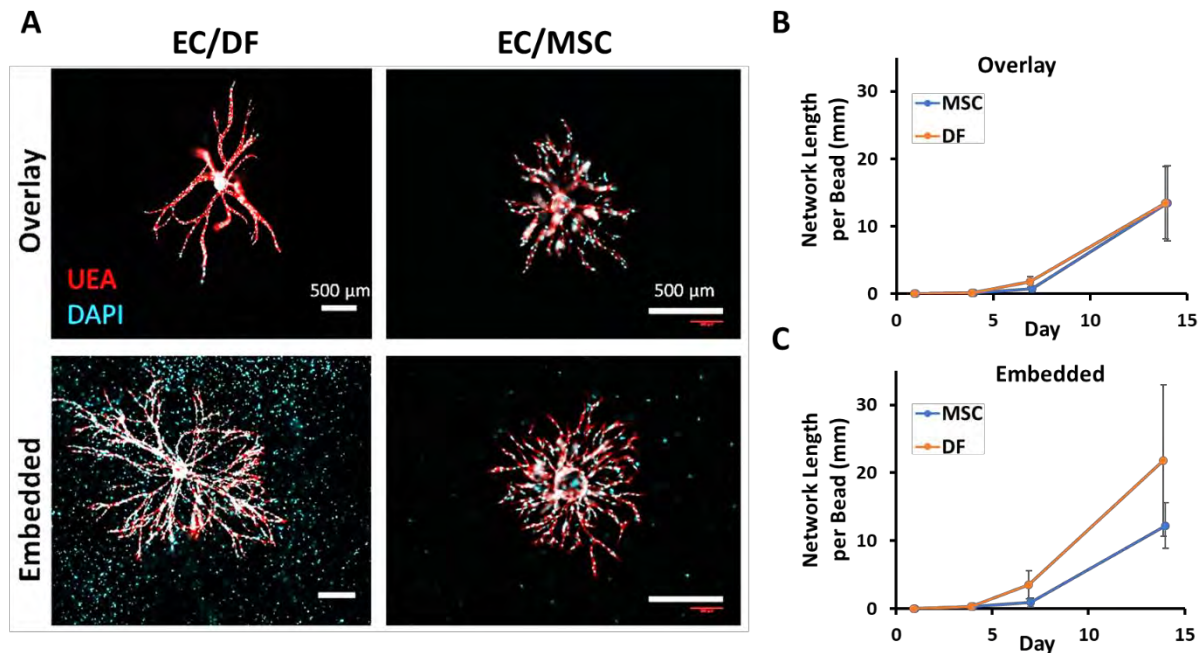 A
EC/DF
EC/MSC
Overlay
UEA
DAPI
500 µm
500 µm
Embedded
B
Overlay
Network Length
per Bead (mm)
30
20
10
0
MSC
DF
0
5
10
15
Day
C
Embedded
Network Length
per Bead (mm)
30
20
10
0
MSC
DF
0
5
10
15
Day